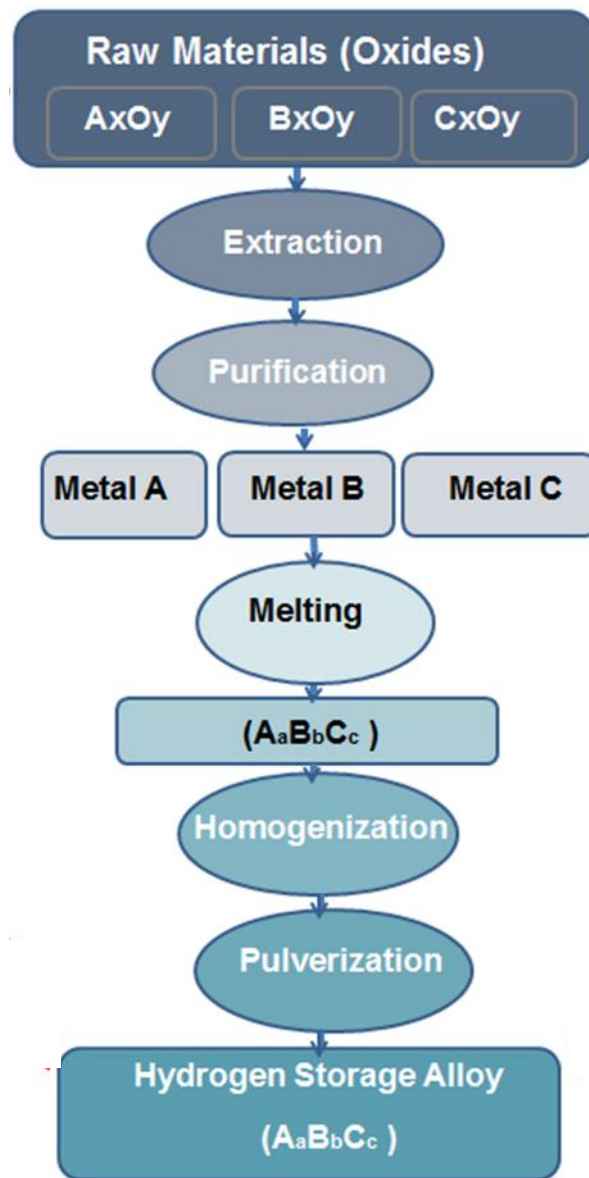 Raw Materials (Oxides)
AxOy BxOy CxOy
Extraction
Purification
Metal A Metal B Metal C
Melting
(AaBbCc )
Homogenization
Pulverization
Hydrogen Storage Alloy
(AaBbCc )